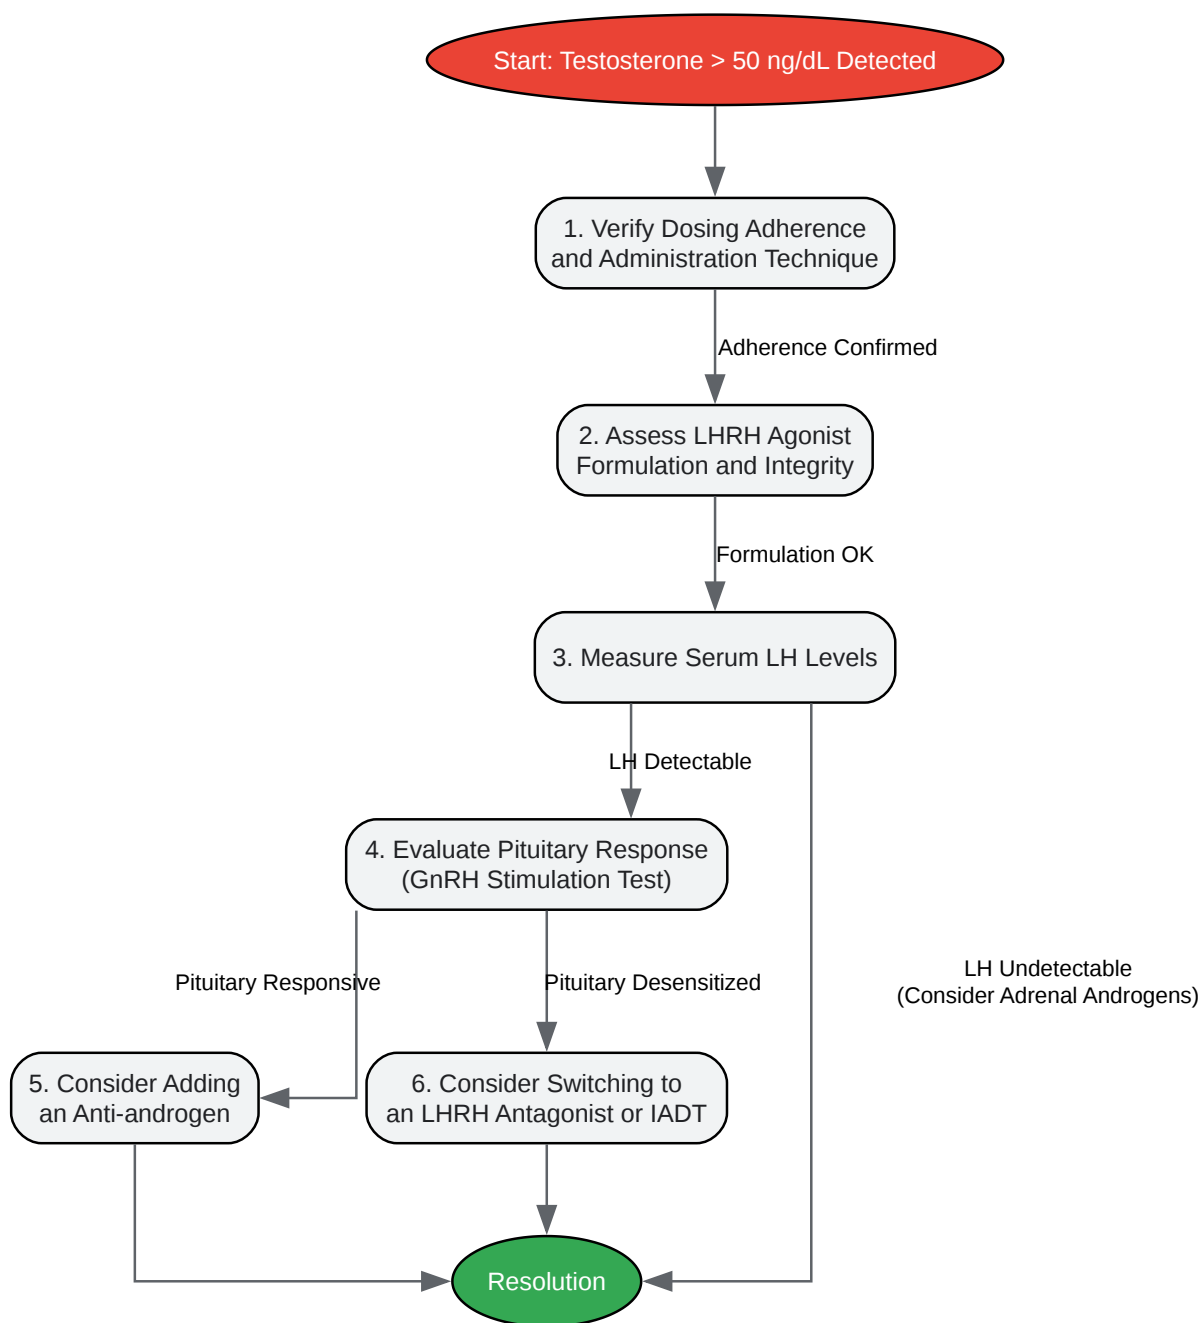 Start: Testosterone > 50 ng/dL Detected
1. Verify Dosing Adherence
and Administration Technique
Adherence Confirmed
2. Assess LHRH Agonist
Formulation and Integrity
Formulation OK
3. Measure Serum LH Levels
LH Detectable
4. Evaluate Pituitary Response
(GnRH Stimulation Test)
Pituitary Responsive
Pituitary Desensitized
LH Undetectable
(Consider Adrenal Androgens)
5. Consider Adding
an Anti-androgen
6. Consider Switching to
an LHRH Antagonist or IADT
Resolution